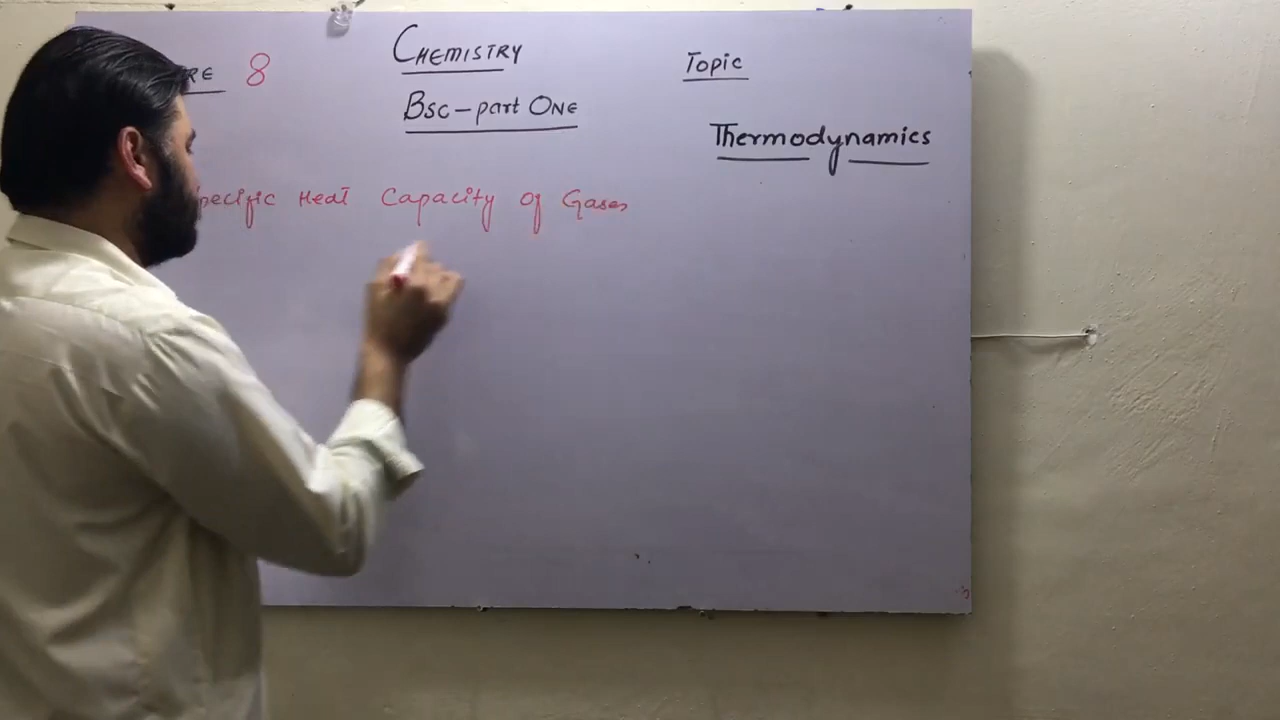 8
CHEMISTRY
Bsc – part ONE
Topic
Thermodynamics
Heat Capacity of Gases